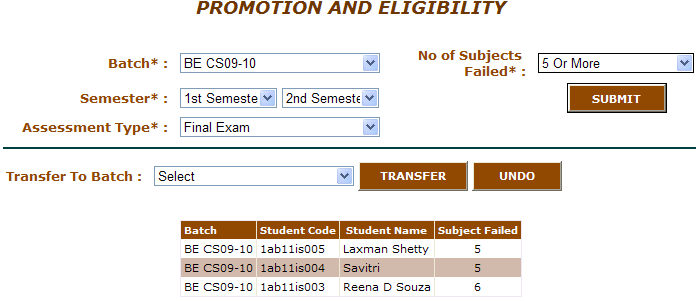 PROMOTION AND ELIGIBILITY
Batch* : BE CS09-10 No of Subjects Failed* : 5 Or More
Semester* : 1st Semeste 2nd Semeste SUBMIT
Assessment Type* : Final Exam
Transfer To Batch : Select TRANSFER UNDO
Batch Student Code Student Name Subject Failed
BE CS09-10 1ab11is005 Laxman Shetty 5
BE CS09-10 1ab11is004 Savitri 5
BE CS09-10 1ab11is003 Reena D Souza 6